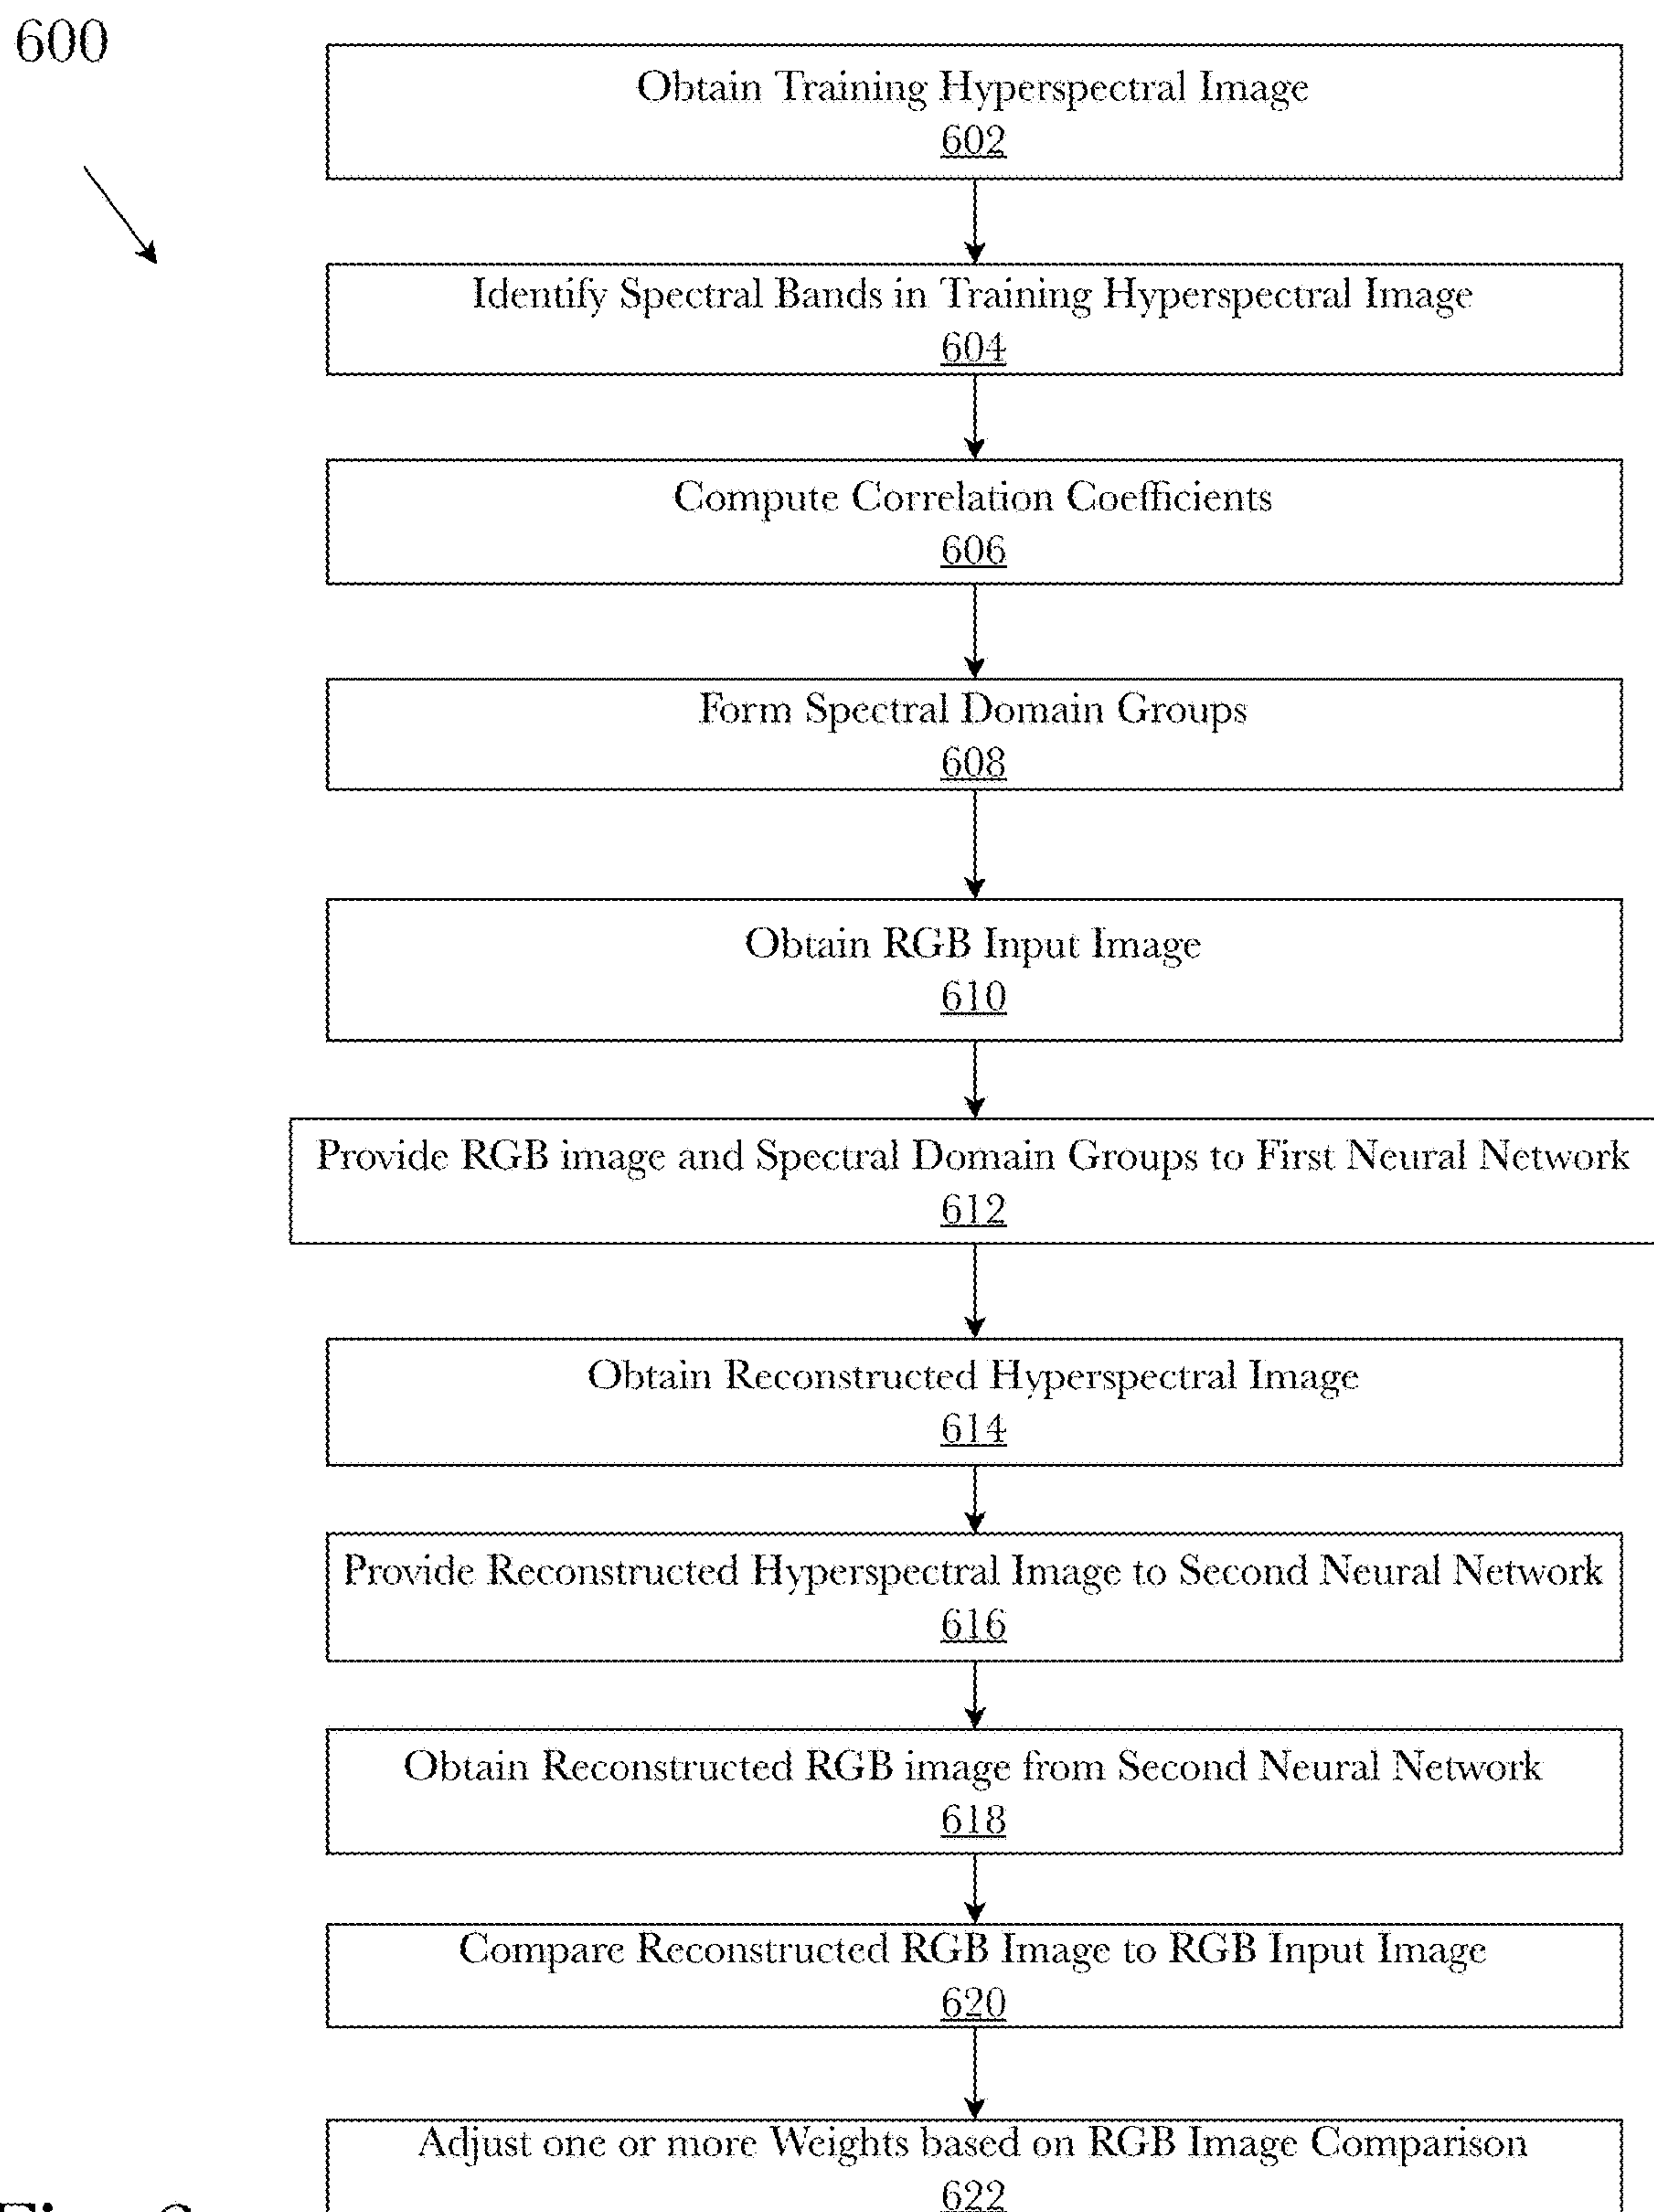 600
Obtain Training Hyperspectral Image
602
Identify Spectral Bands in Training Hyperspectral Image
604
Compute Correlation Coefficients
606
Form Spectral Domain Groups
608
Obtain RGB Input Image
610
Provide RGB image and Spectral Domain Groups to First Neural Network
612
Obtain Reconstructed Hyperspectral Image
614
Provide Reconstructed Hyperspectral Image to Second Neural Network
616
Obtain Reconstructed RGB image from Second Neural Network
618
Compare Reconstructed RGB Image to RGB Input Image
620
Adjust one or more Weights based on RGB Image Comparison
622